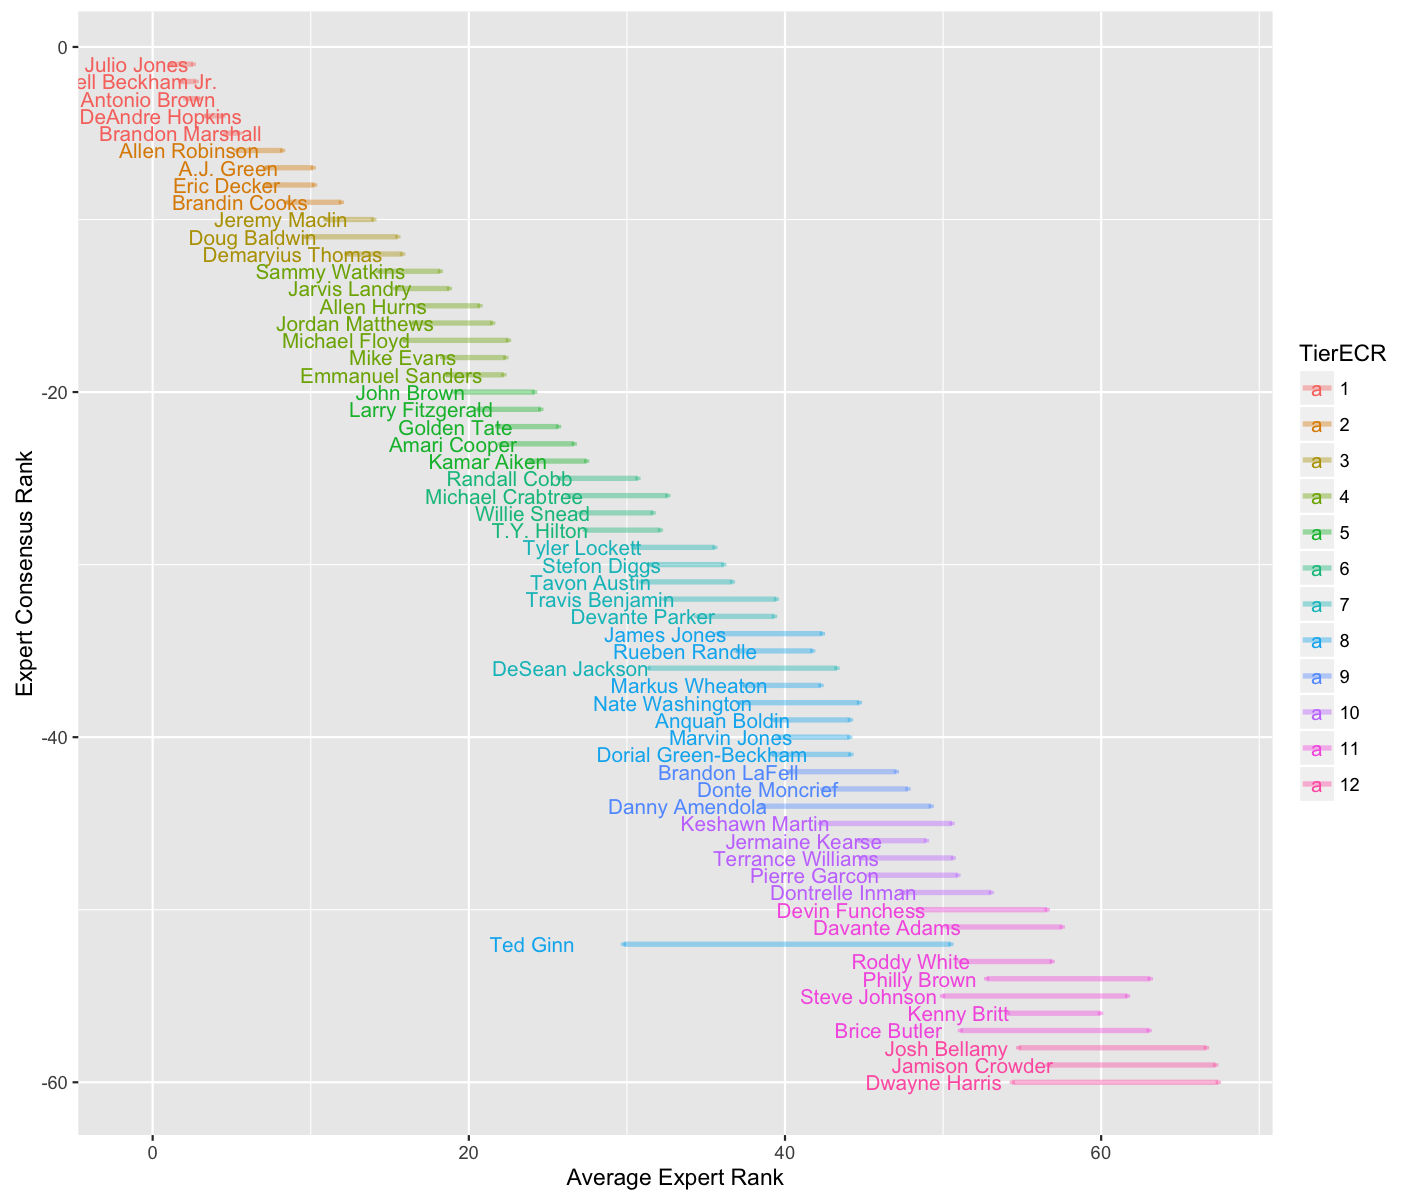 0
Julio Jones
ell Beckham Jr.
Antonio Brown
DeAndre Hopkins
Brandon Marshall
Allen Robinson
A.J. Green
Eric Decker
Brandin Cooks
Jeremy Maclin
Doug Baldwin
Demaryius Thomas
Sammy Watkins
Jarvis Landry
Allen Hurns
Jordan Matthews
Michael Floyd
Mike Evans
Emmanuel Sanders
-20
John Brown
Larry Fitzgerald
Golden Tate
Amari Cooper
Kamar Aiken
Randall Cobb
Michael Crabtree
Willie Snead
T.Y. Hilton
Tyler Lockett
Stefon Diggs
Tavon Austin
Travis Benjamin
Devante Parker
James Jones
Rueben Randle
DeSean Jackson
Markus Wheaton
Nate Washington
Anquan Boldin
-40
Marvin Jones
Dorial Green-Beckham
Brandon LaFell
Donte Moncrief
Danny Amendola
Keshawn Martin
Jermaine Kearse
Terrance Williams
Pierre Garcon
Dontrelle Inman
Devin Funchess
Davante Adams
Ted Ginn
Roddy White
Philly Brown
Steve Johnson
Kenny Britt
Brice Butler
Josh Bellamy
Jamison Crowder
-60
Dwayne Harris
0 20 40 60
Average Expert Rank
Expert Consensus Rank
TierECR
a 1
a 2
a 3
a 4
a 5
a 6
a 7
a 8
a 9
a 10
a 11
a 12